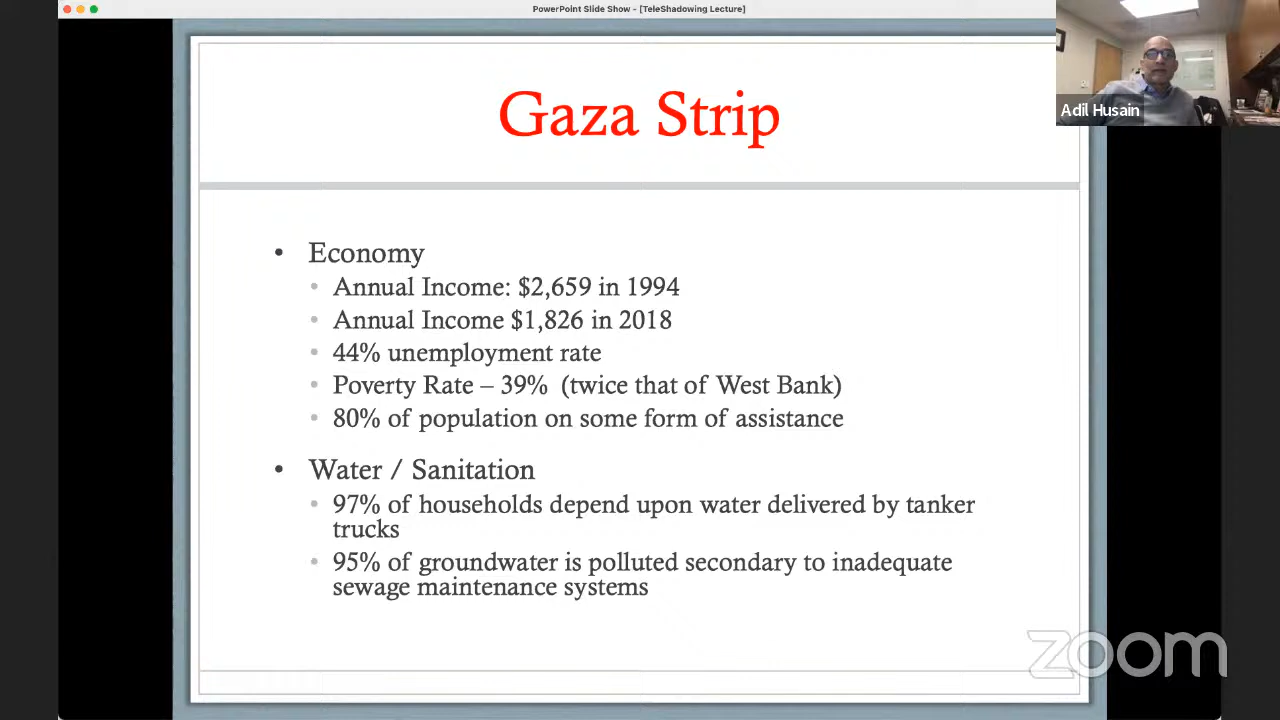 PowerPoint Slide Show - [TeleShadowing Lecture]
Adil Husain
Gaza Strip
• Economy
• Annual Income: $2,659 in 1994
• Annual Income $1,826 in 2018
• 44% unemployment rate
• Poverty Rate – 39% (twice that of West Bank)
• 80% of population on some form of assistance
• Water / Sanitation
• 97% of households depend upon water delivered by tanker
trucks
• 95% of groundwater is polluted secondary to inadequate
sewage maintenance systems
zoom